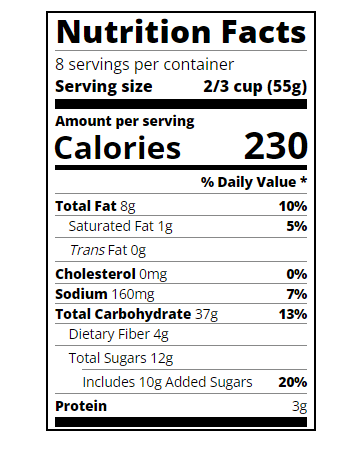 Nutrition Facts
8 servings per container
Serving size 2/3 cup (55g)
Amount per serving
Calories 230
% Daily Value *
Total Fat 8g 10%
Saturated Fat 1g 5%
Trans Fat 0g
Cholesterol 0mg 0%
Sodium 160mg 7%
Total Carbohydrate 37g 13%
Dietary Fiber 4g
Total Sugars 12g
Includes 10g Added Sugars 20%
Protein 3g